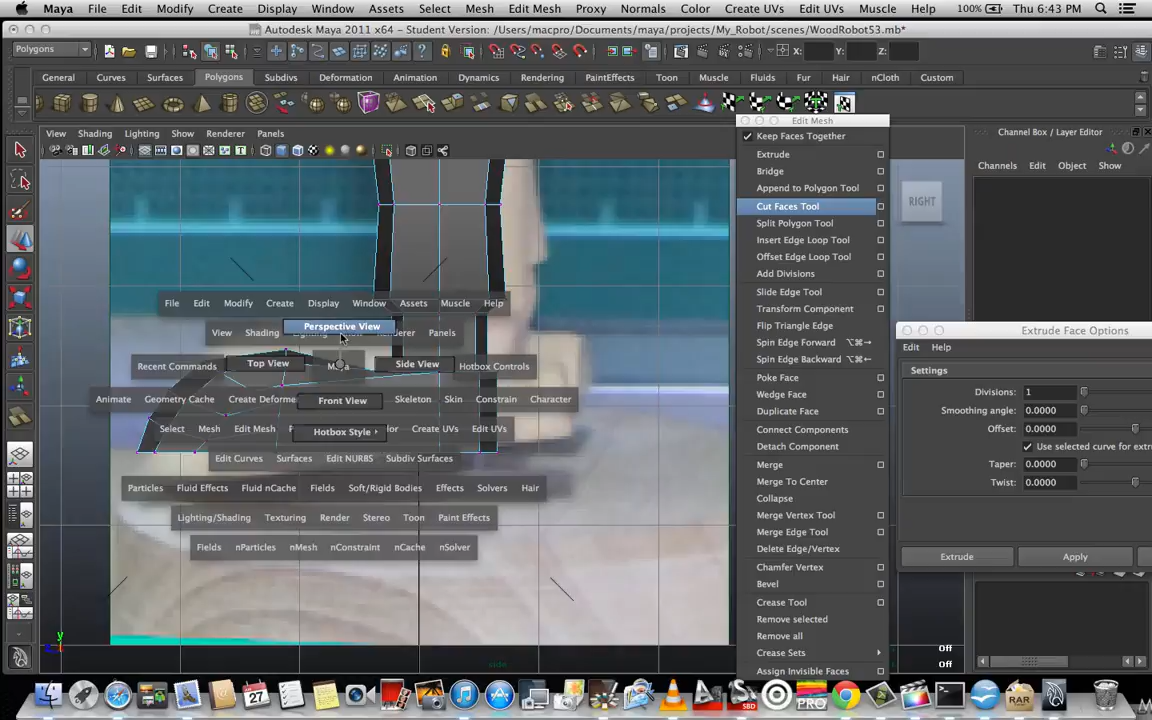 Maya File Edit Modify Create Display Window Assets Select Mesh Edit Mesh Proxy Normals Color Create UVs Edit UVs Muscle Help 100% Thu 6:43 PM
Autodesk Maya 2011 x64 - Student Version: /Users/macpro/Documents/maya/projects/My_Robot/scenes/WoodRobot53.mb*
Polygons X: Y: Z:
General Curves Surfaces Polygons Subdivs Deformation Animation Dynamics Rendering PaintEffects Toon Muscle Fluids Fur Hair nCloth Custom
View Shading Lighting Show Renderer Panels
Edit Mesh
Keep Faces Together
Extrude
Bridge
Append to Polygon Tool
Cut Faces Tool
Split Polygon Tool
Insert Edge Loop Tool
Offset Edge Loop Tool
Add Divisions
Slide Edge Tool
Transform Component
Flip Triangle Edge
Spin Edge Forward ⌥⌘→
Spin Edge Backward ⌥⌘←
Poke Face
Wedge Face
Duplicate Face
Connect Components
Detach Component
Merge
Merge To Center
Collapse
Merge Vertex Tool
Merge Edge Tool
Delete Edge/Vertex
Chamfer Vertex
Bevel
Crease Tool
Remove selected
Remove all
Crease Sets
Assign Invisible Faces
Channel Box / Layer Editor
Channels Edit Object Show
RIGHT
Extrude Face Options
Edit Help
Settings
Divisions: 1
Smoothing angle: 0.0000
Offset: 0.0000
Use selected curve for extr
Taper: 0.0000
Twist: 0.0000
Extrude Apply
File Edit Modify Create Display Window Assets Muscle Help
Perspective View
View Shading Panels
Recent Commands Top View Side View Hotbox Controls
Animate Geometry Cache Create Deforme Front View Skeleton Skin Constrain Character
Select Mesh Edit Mesh Hotbox Style Create UVs Edit UVs
Edit Curves Surfaces Edit NURBS Subdiv Surfaces
Particles Fluid Effects Fluid nCache Fields Soft/Rigid Bodies Effects Solvers Hair
Lighting/Shading Texturing Render Stereo Toon Paint Effects
Fields nParticles nMesh nConstraint nCache nSolver
y
side
Off
Off
27
SBD
RAR